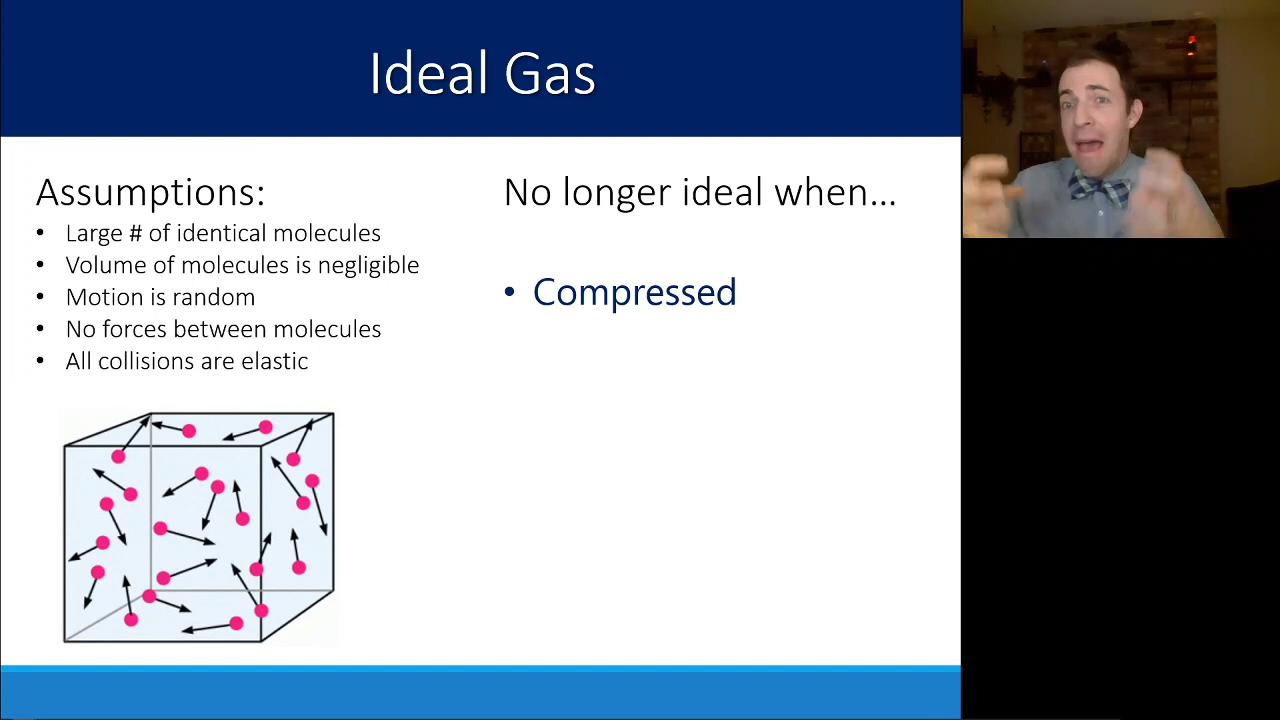 Ideal Gas
Assumptions:
• Large # of identical molecules
• Volume of molecules is negligible
• Motion is random
• No forces between molecules
• All collisions are elastic
No longer ideal when...
• Compressed